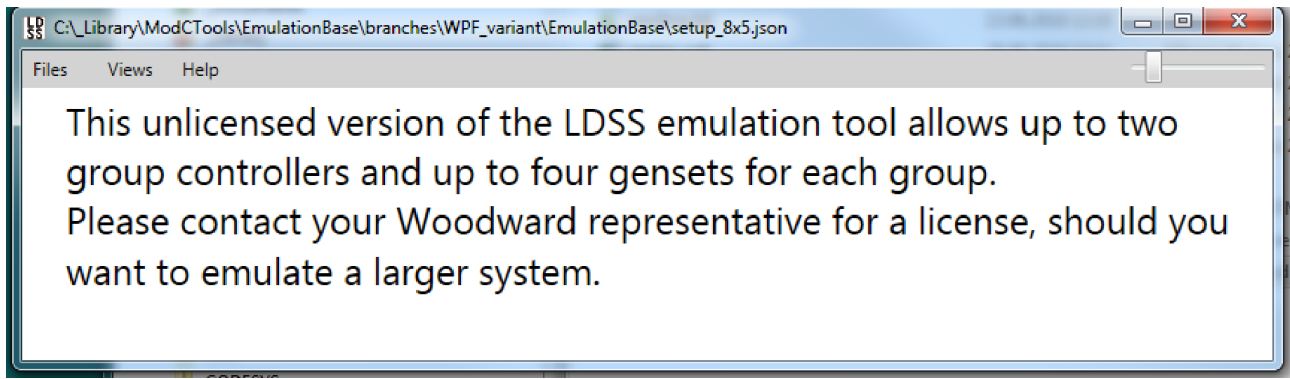 LDSS C:\_Library\ModCTools\EmulationBase\branches\WPF_variant\EmulationBase\setup_8x5.json
Files Views Help
This unlicensed version of the LDSS emulation tool allows up to two
group controllers and up to four gensets for each group.
Please contact your Woodward representative for a license, should you
want to emulate a larger system.
CODESYS